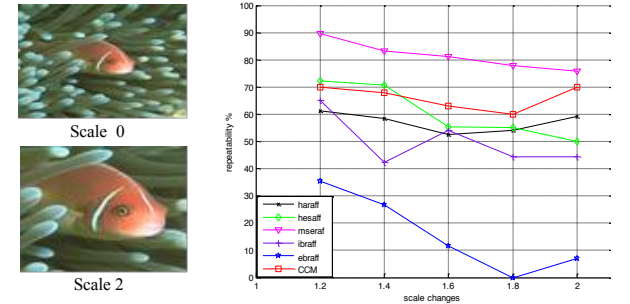 Scale 0
Scale 2
repeatability %
100
90
80
70
60
50
40
30
20
10
0
haraff
hesaff
mseraf
ibraff
ebraff
CCM
1.2
1.4
1.6
1.8
2
scale changes